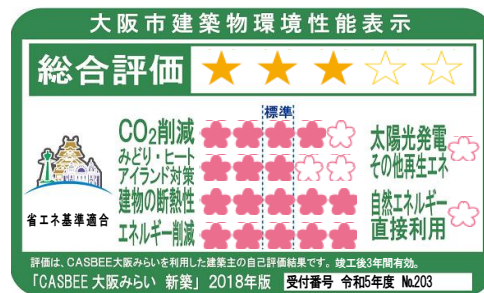 大阪市建築物環境性能表示
総合評価
標準
CO2削減
みどり・ヒート
アイランド対策
建物の断熱性
エネルギー削減
太陽光発電
その他再生エネ
自然エネルギー
直接利用
省エネ基準適合
評価は、CASBEE大阪みらいを利用した建築主の自己評価結果です。竣工後3年間有効。
「CASBEE大阪みらい 新築」2018年版 受付番号 令和5年度 No.203